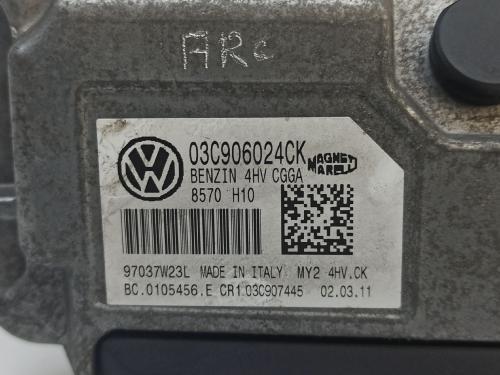 ARC
03C906024CK
BENZIN 4HV CGGA
MAGNETI
MARELLI
8570 H10
97037W23L MADE IN ITALY MY2 4HV.CK
BC.0105456.E CR1.03C907445 02.03.11